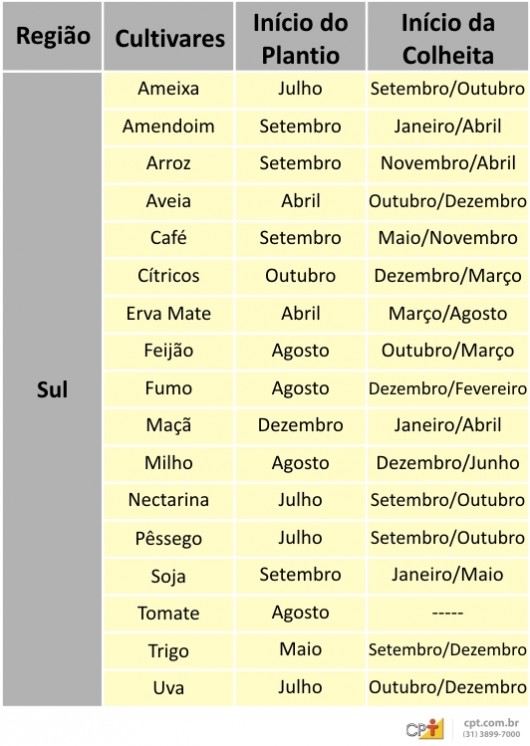 Região Cultivares Início do Plantio Início da Colheita
Sul
Ameixa Julho Setembro/Outubro
Amendoim Setembro Janeiro/Abril
Arroz Setembro Novembro/Abril
Aveia Abril Outubro/Dezembro
Café Setembro Maio/Novembro
Cítricos Outubro Dezembro/Março
Erva Mate Abril Março/Agosto
Feijão Agosto Outubro/Março
Fumo Agosto Dezembro/Fevereiro
Maçã Dezembro Janeiro/Abril
Milho Agosto Dezembro/Junho
Nectarina Julho Setembro/Outubro
Pêssego Julho Setembro/Outubro
Soja Setembro Janeiro/Maio
Tomate Agosto -----
Trigo Maio Setembro/Dezembro
Uva Julho Outubro/Dezembro
CPT cpt.com.br
(31) 3899-7000